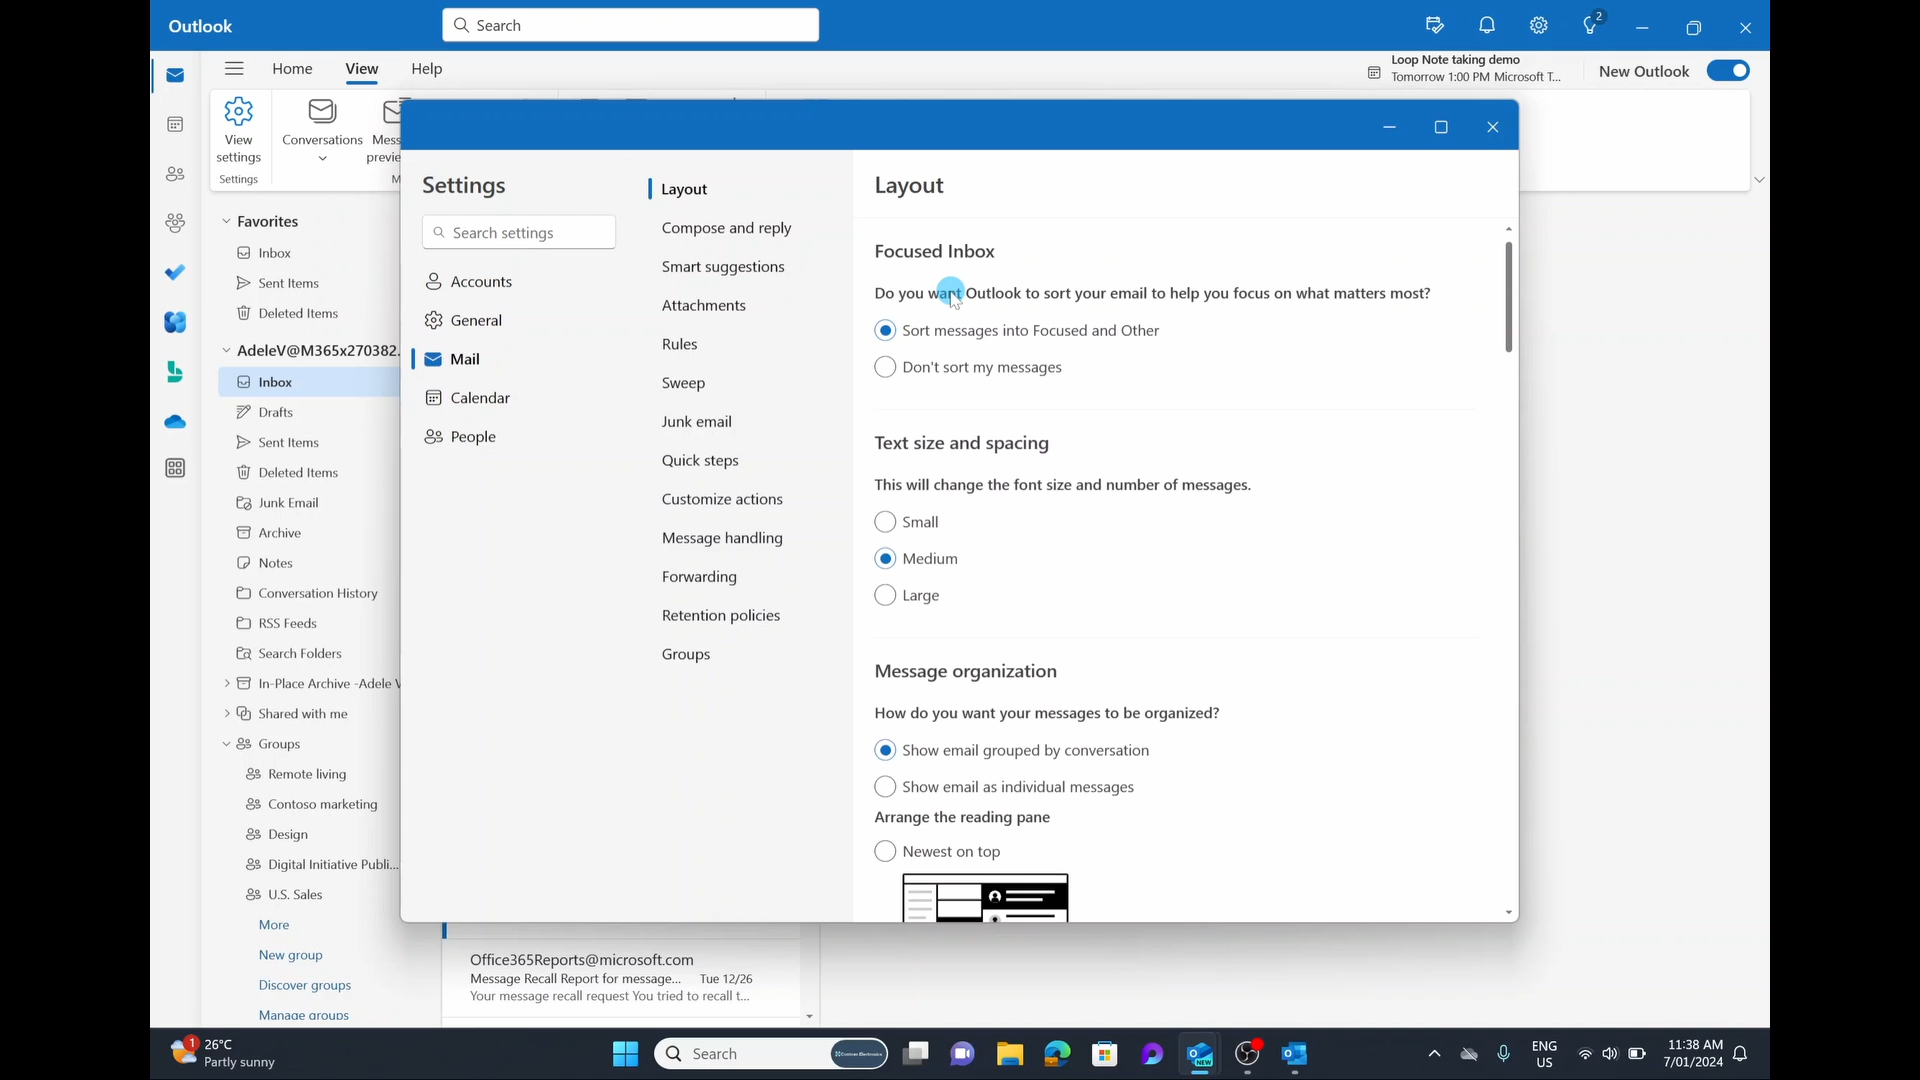 Outlook
Search
2
Home
View
Help
Loop Note taking demo
Tomorrow 1:00 PM Microsoft T...
New Outlook
View
settings
Settings
Conversations
Mess
previe
M
Favorites
Inbox
Sent Items
Deleted Items
AdeleV@M365x270382.
Inbox
Drafts
Sent Items
Deleted Items
Junk Email
Archive
Notes
Conversation History
RSS Feeds
Search Folders
In-Place Archive -Adele V
Shared with me
Groups
Remote living
Contoso marketing
Design
Digital Initiative Publi...
U.S. Sales
More
New group
Discover groups
Manage groups
Settings
Search settings
Accounts
General
Mail
Calendar
People
Layout
Compose and reply
Smart suggestions
Attachments
Rules
Sweep
Junk email
Quick steps
Customize actions
Message handling
Forwarding
Retention policies
Groups
Layout
Focused Inbox
Do you want Outlook to sort your email to help you focus on what matters most?
Sort messages into Focused and Other
Don't sort my messages
Text size and spacing
This will change the font size and number of messages.
Small
Medium
Large
Message organization
How do you want your messages to be organized?
Show email grouped by conversation
Show email as individual messages
Arrange the reading pane
Newest on top
Office365Reports@microsoft.com
Message Recall Report for message... Tue 12/26
Your message recall request You tried to recall t...
1
26°C
Partly sunny
Search
Contoso Electronics
NEW
ENG
US
11:38 AM
7/01/2024